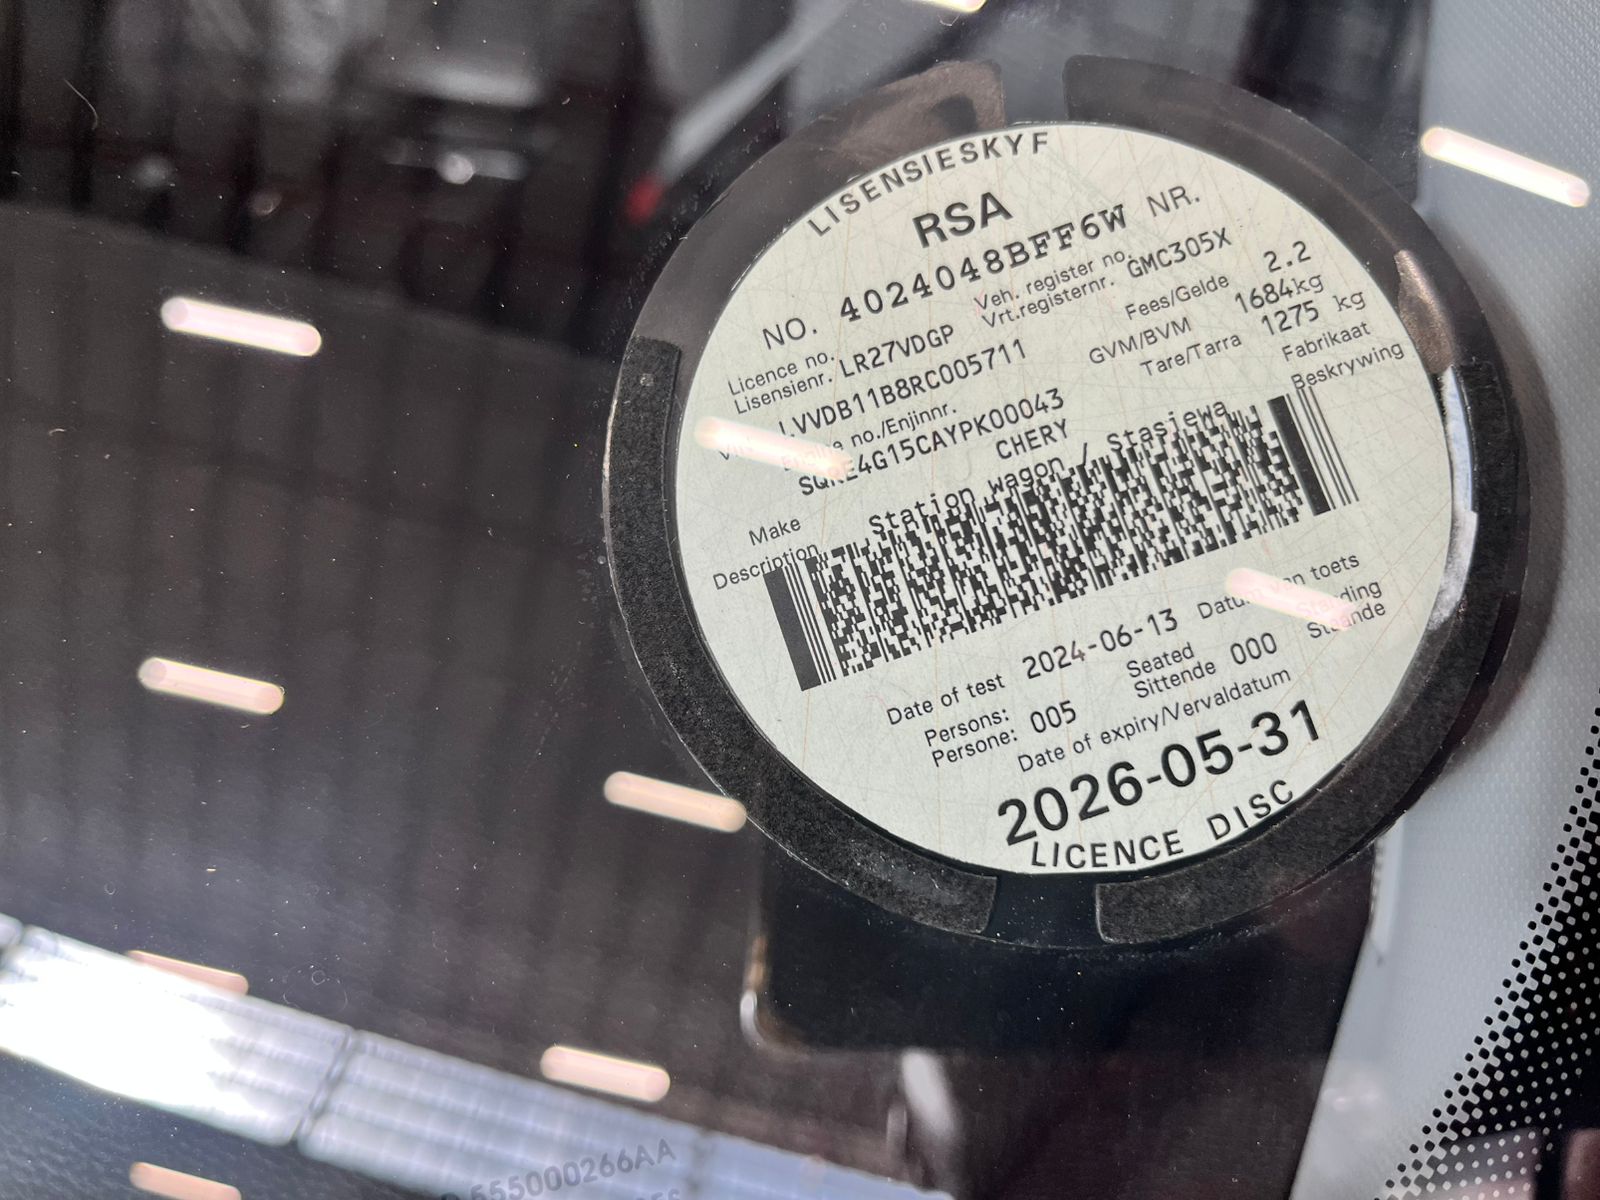 LISENSIESKYF
RSA
NO. 4024048BFF6W NR.
Licence no. Lisensienr. LR27VDGP Veh. register no. Vrt.registernr. GMC305X
LVVDB11B8RC005711 Fees/Gelde 2.2
Engine no./Enjinnr. GVM/BVM 1684kg
SQRE4G15CAYPK00043 Tare/Tarra 1275 kg
Make CHERY Fabrikaat
Description Station wagon / Stasiewa Beskrywing
Date of test 2024-06-13 Datum van toets
Persons: Persone: 005 Seated Sittende 000 Standing Staande
Date of expiry/Vervaldatum
2026-05-31
LICENCE DISC
555000266AA